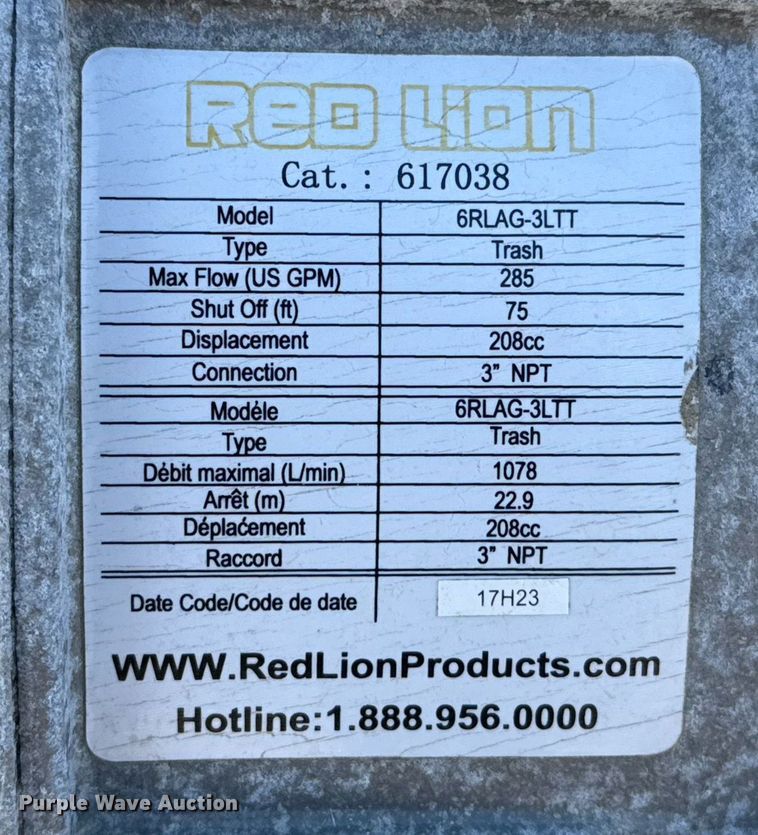 RED LION
Cat.: 617038
Model 6RLAG-3LTT
Type Trash
Max Flow (US GPM) 285
Shut Off (ft) 75
Displacement 208cc
Connection 3" NPT
Modéle 6RLAG-3LTT
Type Trash
Débit maximal (L/min) 1078
Arrêt (m) 22.9
Déplaćement 208cc
Raccord 3" NPT
Date Code/Code de date 17H23
WWW.RedLionProducts.com
Hotline:1.888.956.0000
Purple Wave Auction